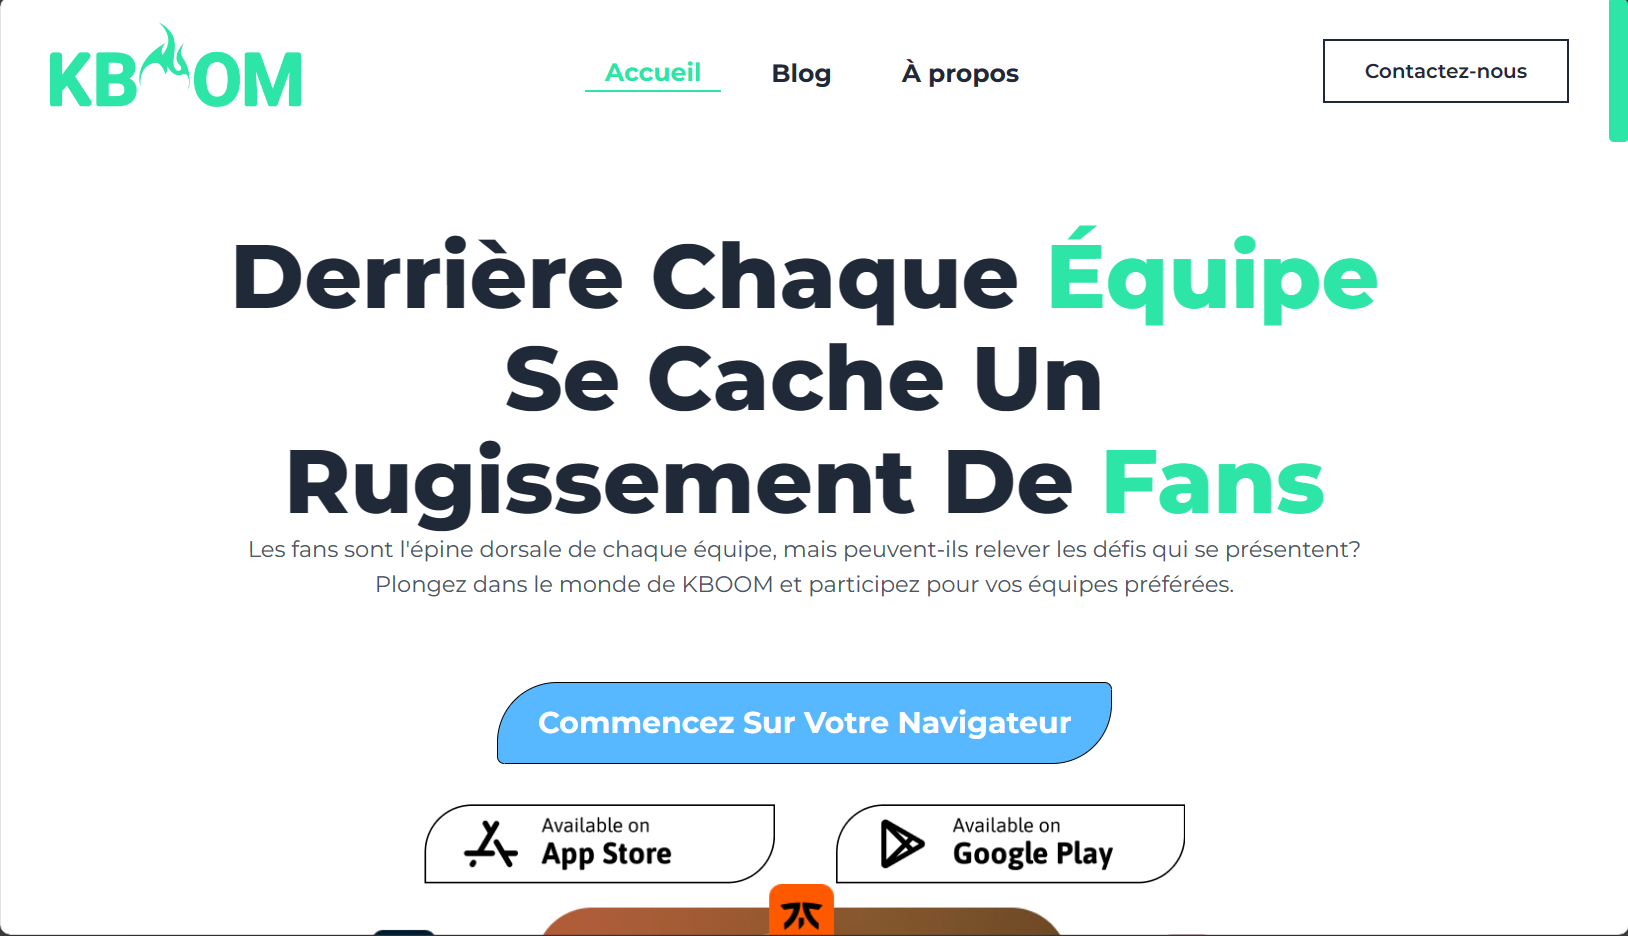 KBOOM
Accueil
Blog
À propos
Contactez-nous
Derrière Chaque Équipe
Se Cache Un
Rugissement De Fans
Les fans sont l'épine dorsale de chaque équipe, mais peuvent-ils relever les défis qui se présentent?
Plongez dans le monde de KBOOM et participez pour vos équipes préférées.
Commencez Sur Votre Navigateur
Available on
App Store
Available on
Google Play